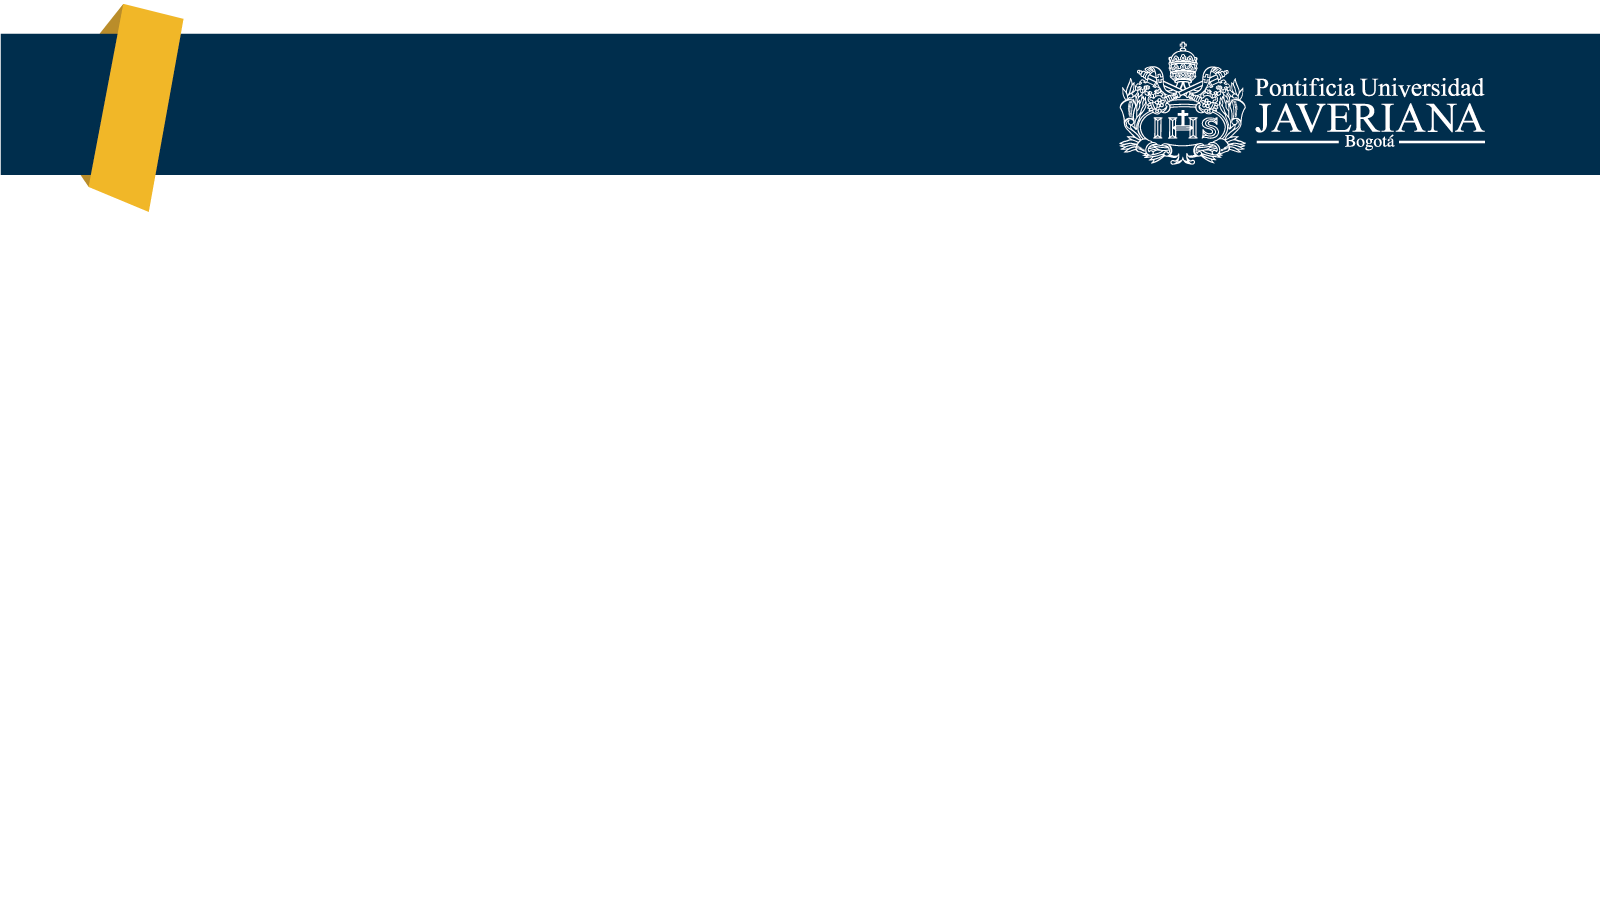 IHS
Pontificia Universidad
JAVERIANA
Bogotá